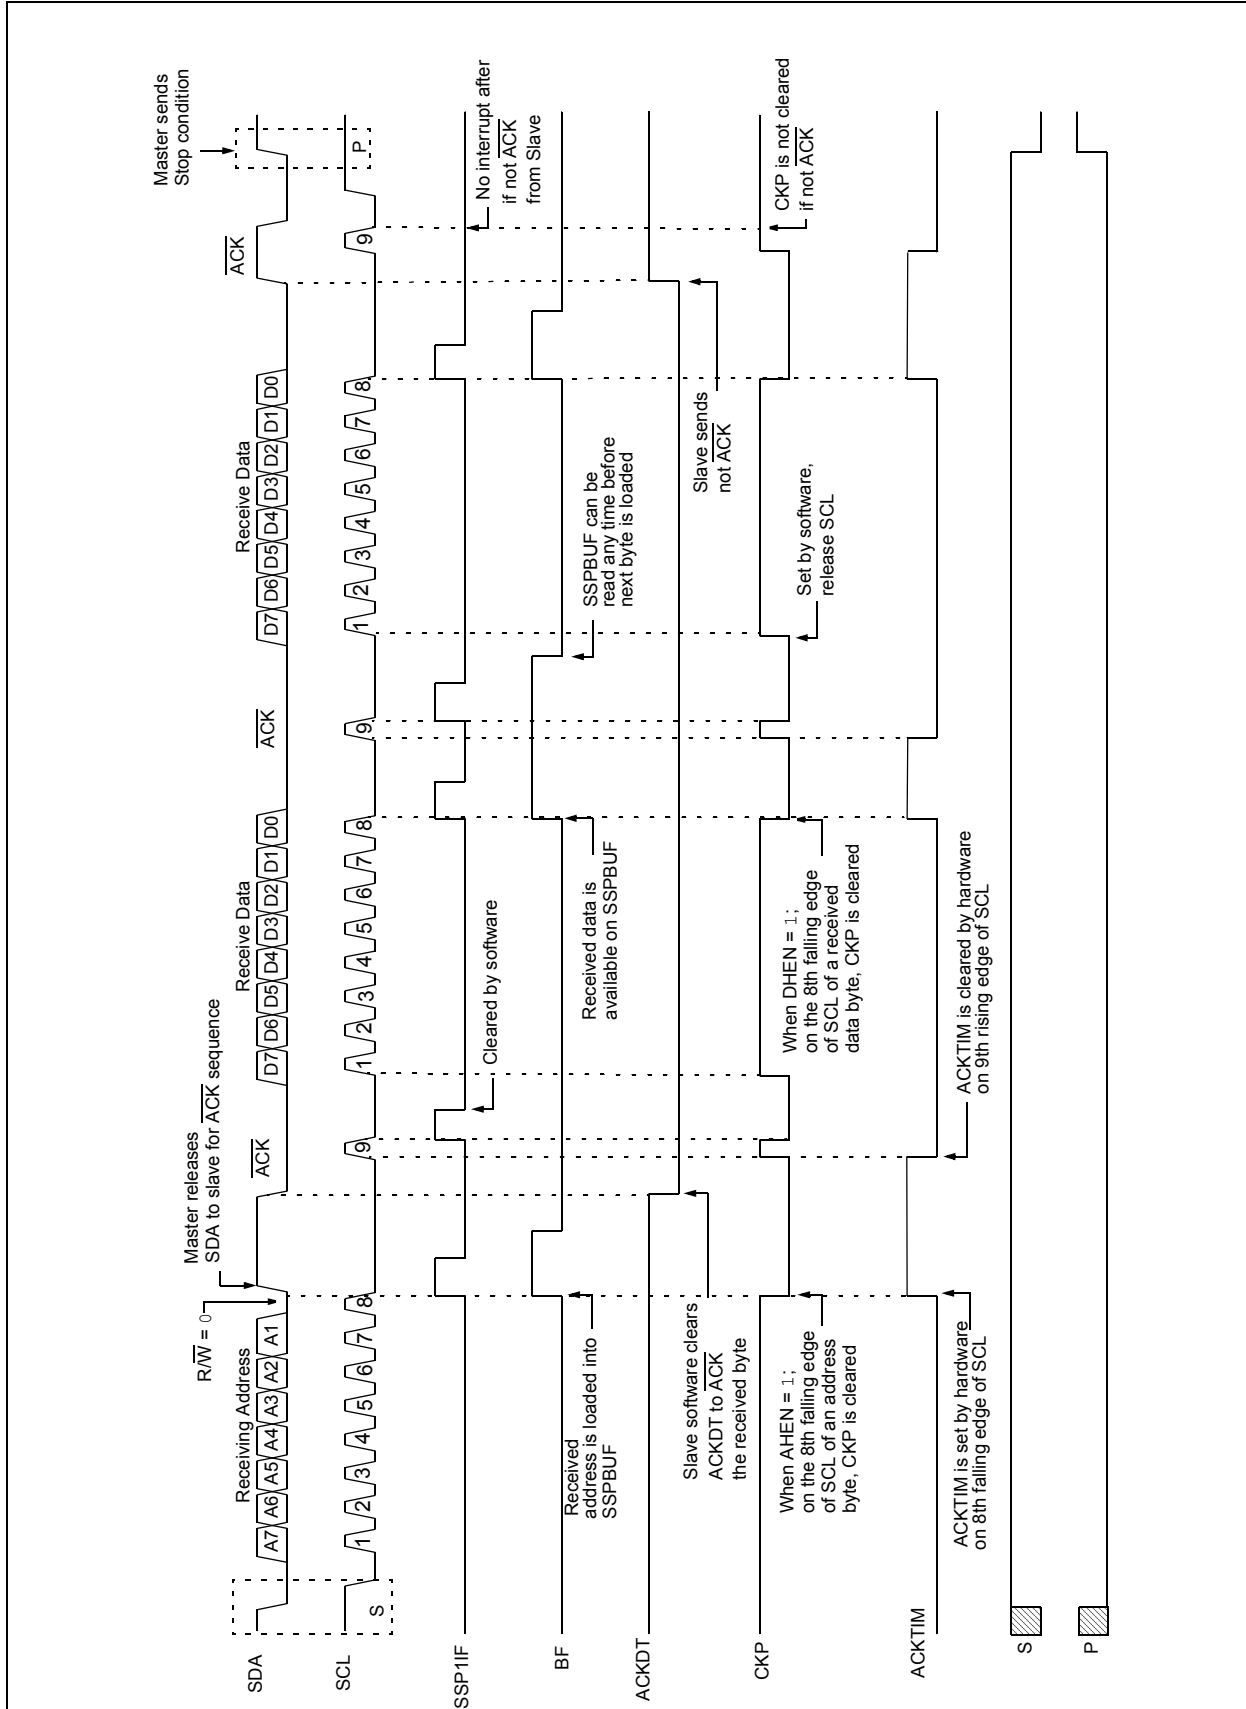 Master sends
Stop condition
Master releases
SDA to slave for ACK sequence
R/W = 0
Receiving Address
Receive Data
Receive Data
ACK
ACK
ACK
SDA
A7 A6 A5 A4 A3 A2 A1
D7 D6 D5 D4 D3 D2 D1 D0
D7 D6 D5 D4 D3 D2 D1 D0
SCL
S
1 2 3 4 5 6 7 8 9
1 2 3 4 5 6 7 8 9
1 2 3 4 5 6 7 8 9
P
SSP1IF
Cleared by software
No interrupt after
if not ACK
from Slave
BF
Received
address is loaded into
SSPBUF
Received data is
available on SSPBUF
SSPBUF can be
read any time before
next byte is loaded
ACKDT
Slave software clears
ACKDT to ACK
the received byte
Slave sends
not ACK
CKP
When AHEN = 1;
on the 8th falling edge
of SCL of an address
byte, CKP is cleared
When DHEN = 1;
on the 8th falling edge
of SCL of a received
data byte, CKP is cleared
Set by software,
release SCL
CKP is not cleared
if not ACK
ACKTIM
ACKTIM is set by hardware
on 8th falling edge of SCL
ACKTIM is cleared by hardware
on 9th rising edge of SCL
S
P